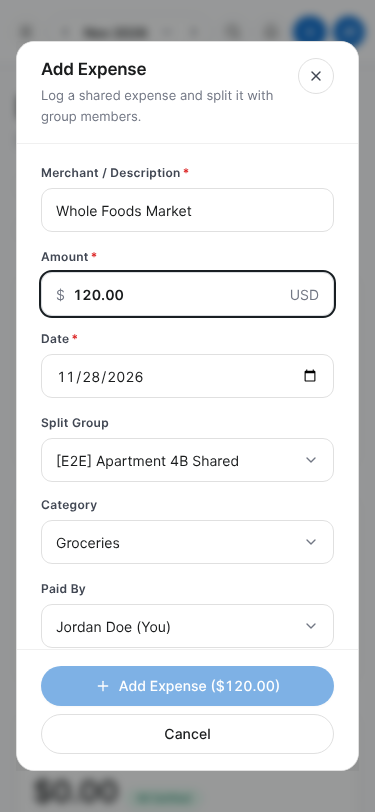 Add Expense
Log a shared expense and split it with
group members.
Merchant / Description *
Whole Foods Market
Amount *
$ 120.00 USD
Date *
11/28/2026
Split Group
[E2E] Apartment 4B Shared
Category
Groceries
Paid By
Jordan Doe (You)
+ Add Expense ($120.00)
Cancel
$0.00